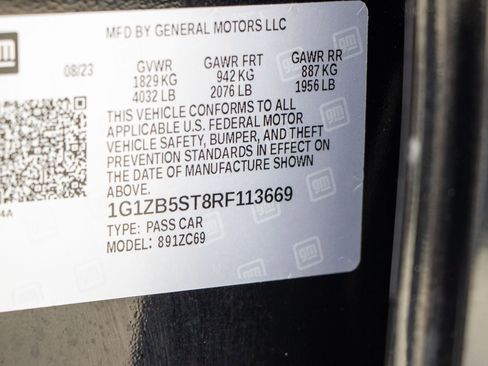 gm
MFD BY GENERAL MOTORS LLC
08/23
GVWR GAWR FRT GAWR RR
1829 KG 942 KG 887 KG
4032 LB 2076 LB 1956 LB
THIS VEHICLE CONFORMS TO ALL
APPLICABLE U.S. FEDERAL MOTOR
VEHICLE SAFETY, BUMPER, AND THEFT
PREVENTION STANDARDS IN EFFECT ON
THE DATE OF MANUFACTURE SHOWN
ABOVE.
1G1ZB5ST8RF113669
TYPE: PASS CAR
MODEL: 891ZC69